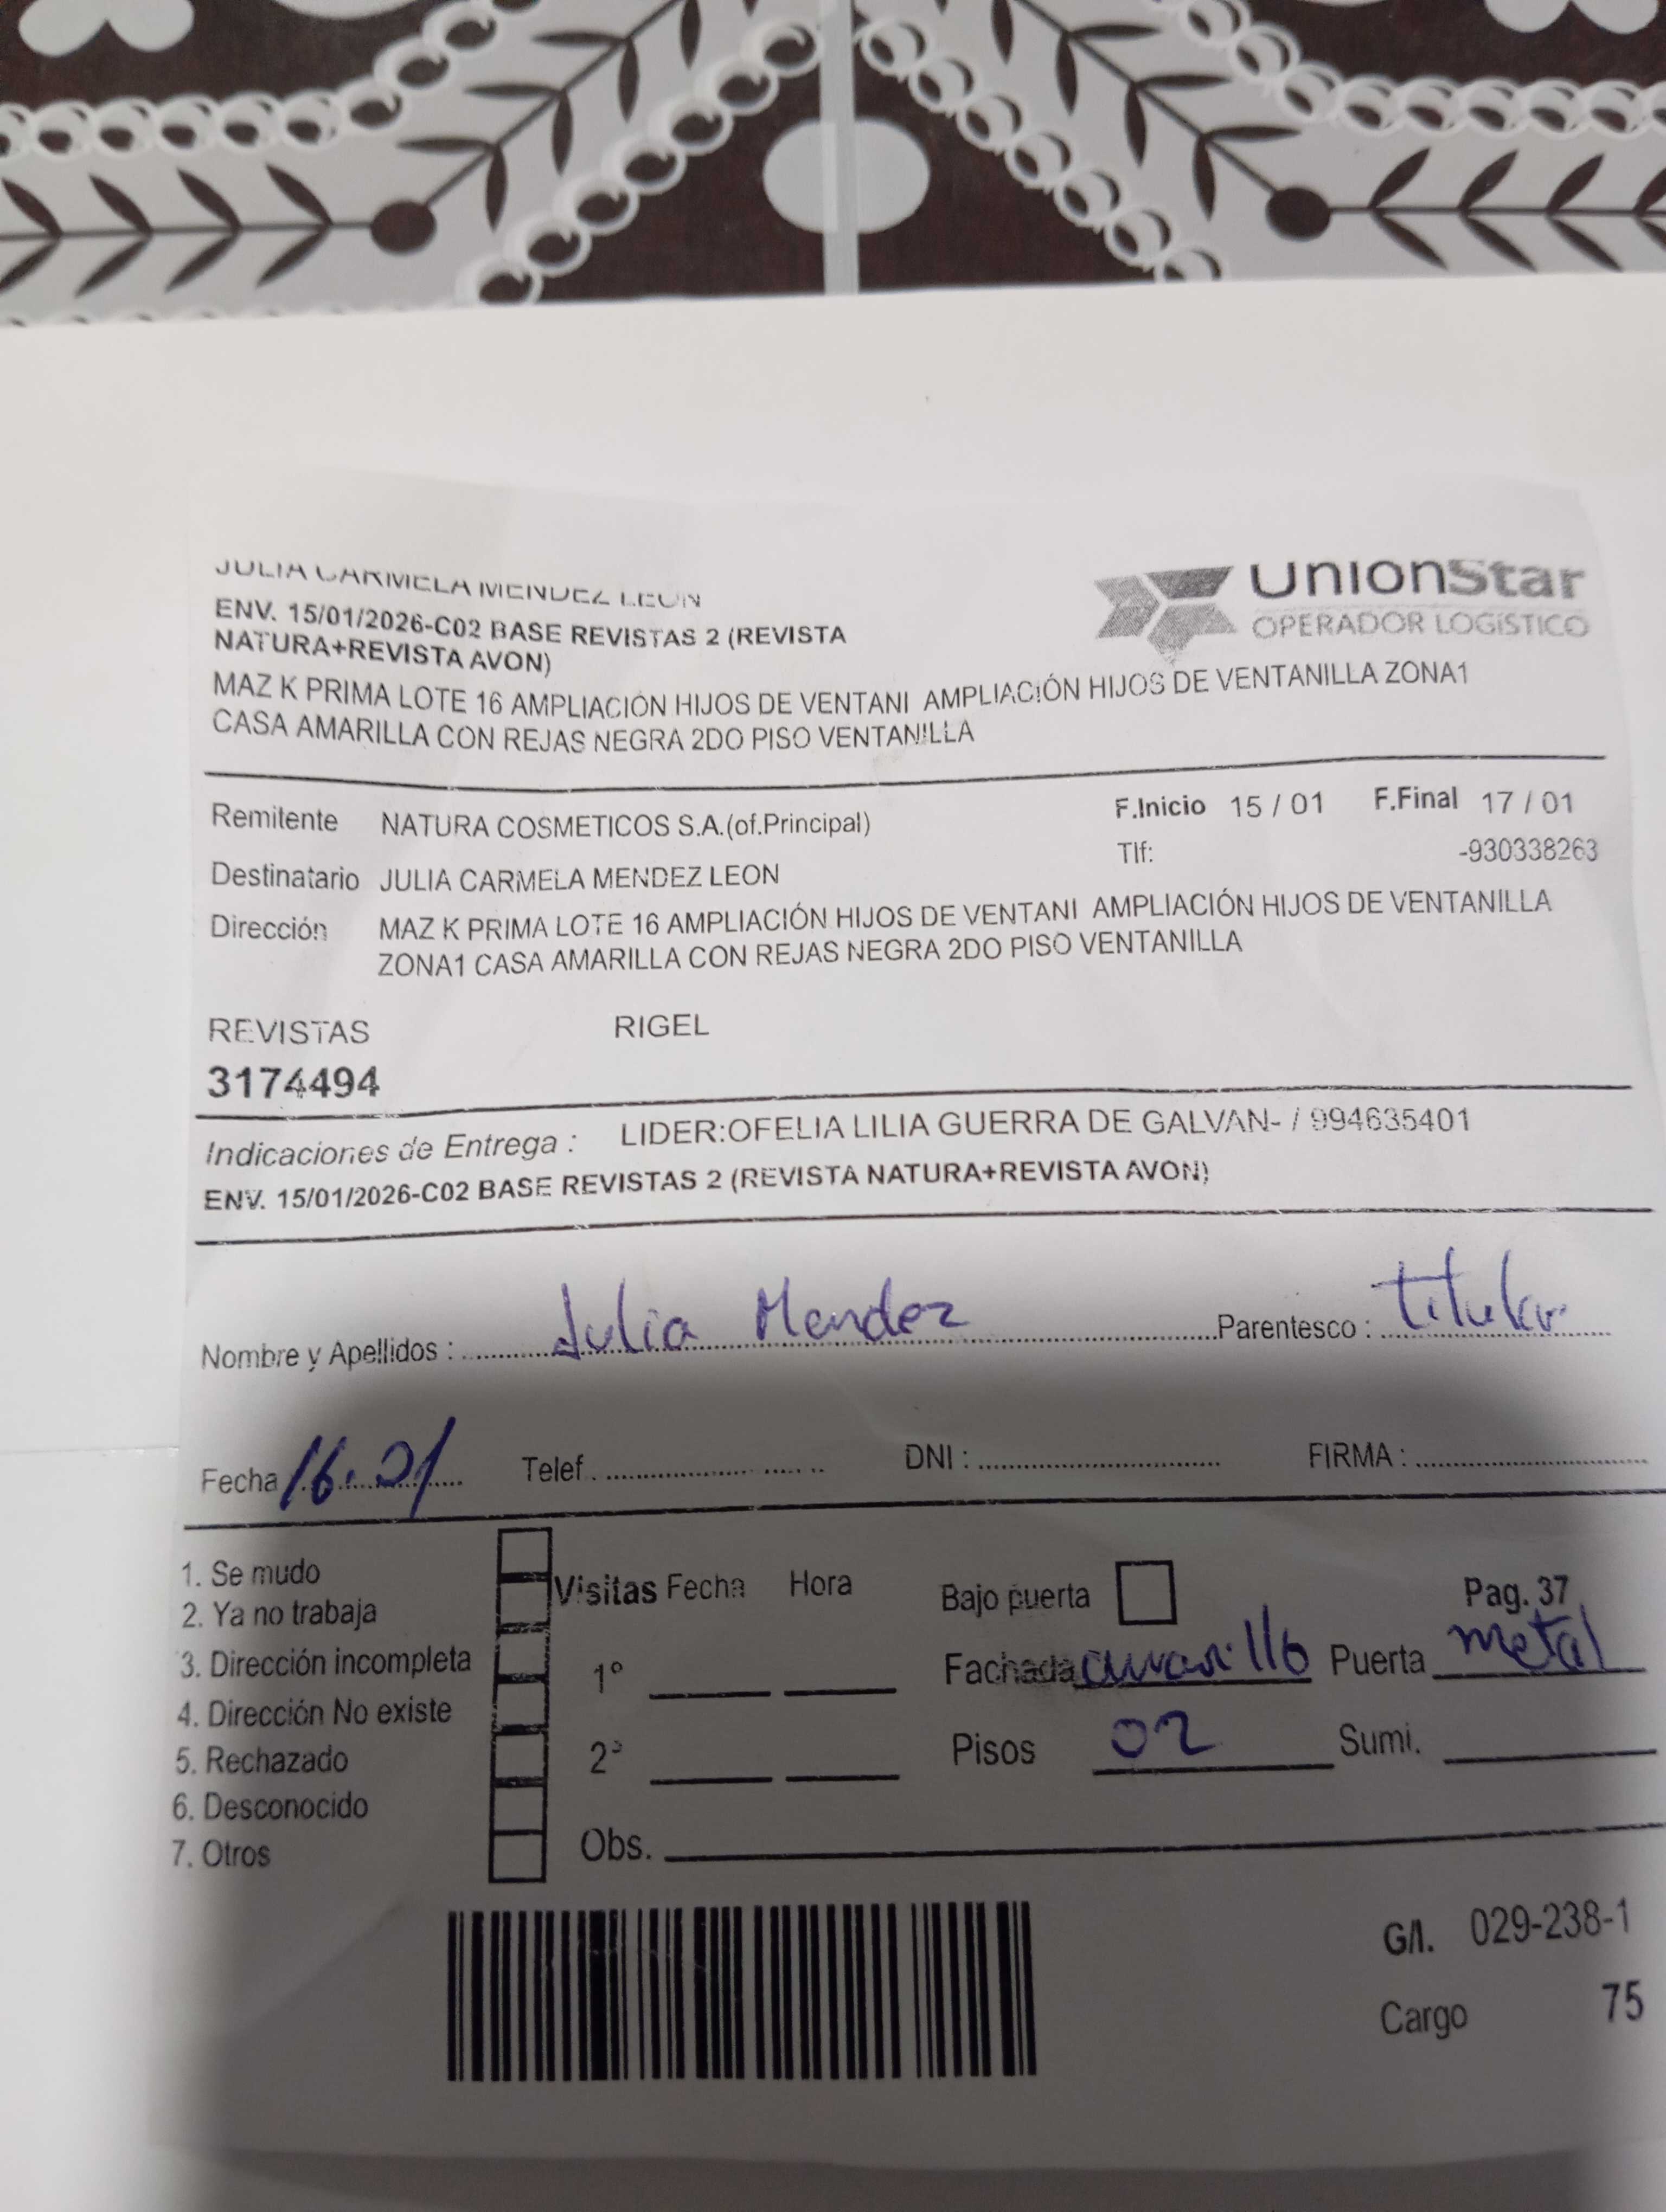 JULIA CARMELA MENDEZ LEON
UNIONStar
OPERADOR LOGÍSTICO
ENV. 15/01/2026-C02 BASE REVISTAS 2 (REVISTA
NATURA+REVISTA AVON)
MAZ K PRIMA LOTE 16 AMPLIACIÓN HIJOS DE VENTANI AMPLIACIÓN HIJOS DE VENTANILLA ZONA1
CASA AMARILLA CON REJAS NEGRA 2DO PISO VENTANILLA
Remitente NATURA COSMETICOS S.A.(of.Principal) F.Inicio 15 / 01 F.Final 17 / 01
Tlf: -930338263
Destinatario JULIA CARMELA MENDEZ LEON
Dirección MAZ K PRIMA LOTE 16 AMPLIACIÓN HIJOS DE VENTANI AMPLIACIÓN HIJOS DE VENTANILLA
ZONA1 CASA AMARILLA CON REJAS NEGRA 2DO PISO VENTANILLA
REVISTAS RIGEL
3174494
Indicaciones de Entrega : LIDER:OFELIA LILIA GUERRA DE GALVAN- / 994635401
ENV. 15/01/2026-C02 BASE REVISTAS 2 (REVISTA NATURA+REVISTA AVON)
Nombre y Apellidos : Julia Mendez Parentesco : titular
Fecha 16.01 Telef. DNI : FIRMA :
1. Se mudo
2. Ya no trabaja
3. Dirección incompleta
4. Dirección No existe
5. Rechazado
6. Desconocido
7. Otros
Visitas Fecha Hora
1º
2º
Obs.
Bajo puerta Pag. 37
Fachada amarillo Puerta metal
Pisos 02 Sumi.
G/I. 029-238-1
Cargo 75